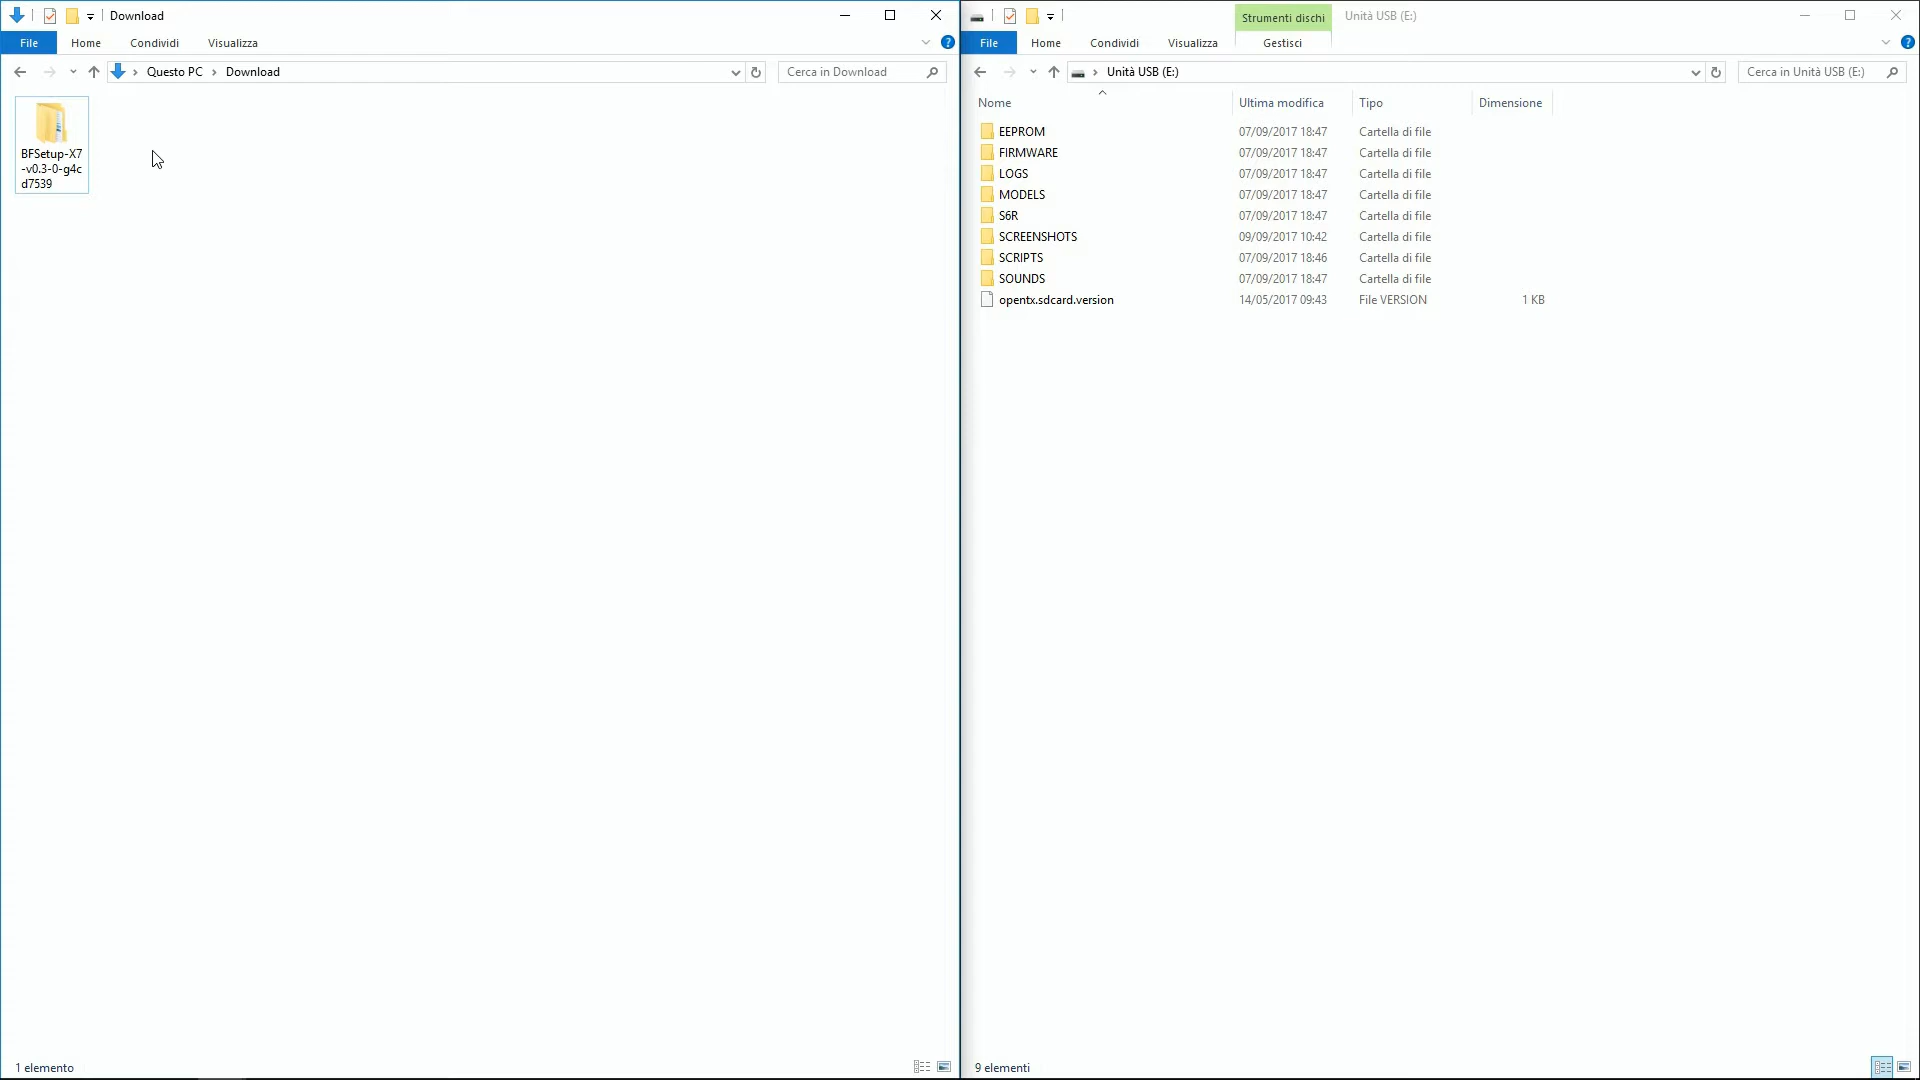 Download
File Home Condividi Visualizza
Questo PC Download
Cerca in Download
BFSetup-X7
-v0.3-0-g4c
d7539
1 elemento
Strumenti dischi Unità USB (E:)
File Home Condividi Visualizza Gestisci
Unità USB (E:)
Cerca in Unità USB (E:)
Nome Ultima modifica Tipo Dimensione
EEPROM 07/09/2017 18:47 Cartella di file
FIRMWARE 07/09/2017 18:47 Cartella di file
LOGS 07/09/2017 18:47 Cartella di file
MODELS 07/09/2017 18:47 Cartella di file
S6R 07/09/2017 18:47 Cartella di file
SCREENSHOTS 09/09/2017 10:42 Cartella di file
SCRIPTS 07/09/2017 18:46 Cartella di file
SOUNDS 07/09/2017 18:47 Cartella di file
opentx.sdcard.version 14/05/2017 09:43 File VERSION 1 KB
9 elementi